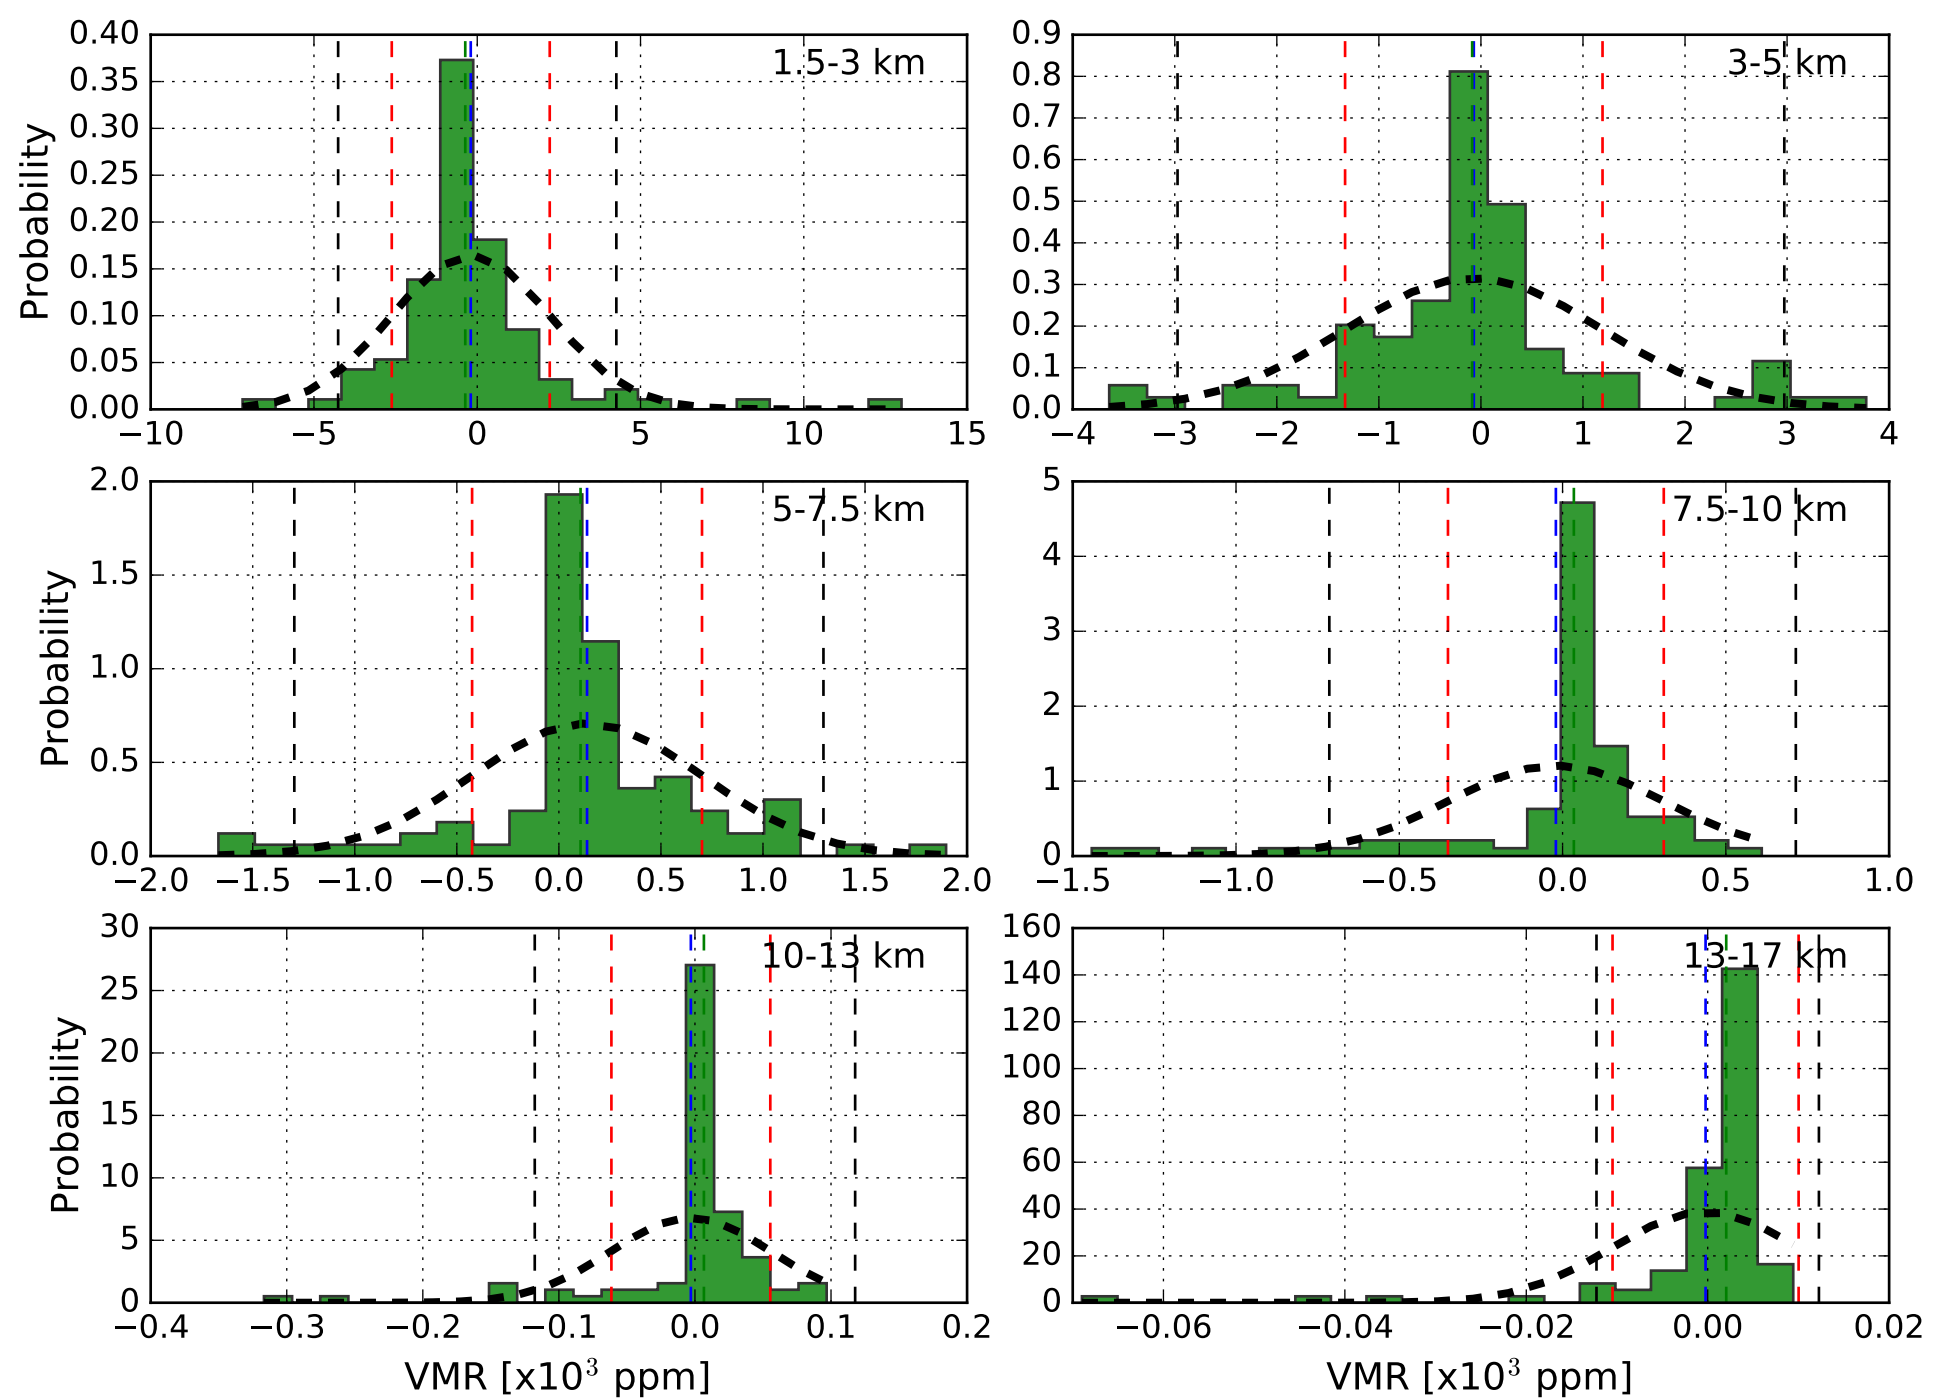 0.40
0.35
0.30
0.25
0.20
0.15
0.10
0.05
0.00
Probability
1.5-3 km
−10 −5 0 5 10 15
0.9
0.8
0.7
0.6
0.5
0.4
0.3
0.2
0.1
0.0
3-5 km
−4 −3 −2 −1 0 1 2 3 4
2.0
1.5
1.0
0.5
0.0
Probability
5-7.5 km
−2.0 −1.5 −1.0 −0.5 0.0 0.5 1.0 1.5 2.0
5
4
3
2
1
0
7.5-10 km
−1.5 −1.0 −0.5 0.0 0.5 1.0
30
25
20
15
10
5
0
Probability
10-13 km
−0.4 −0.3 −0.2 −0.1 0.0 0.1 0.2
VMR [x10³ ppm]
160
140
120
100
80
60
40
20
0
13-17 km
−0.06 −0.04 −0.02 0.00 0.02
VMR [x10³ ppm]